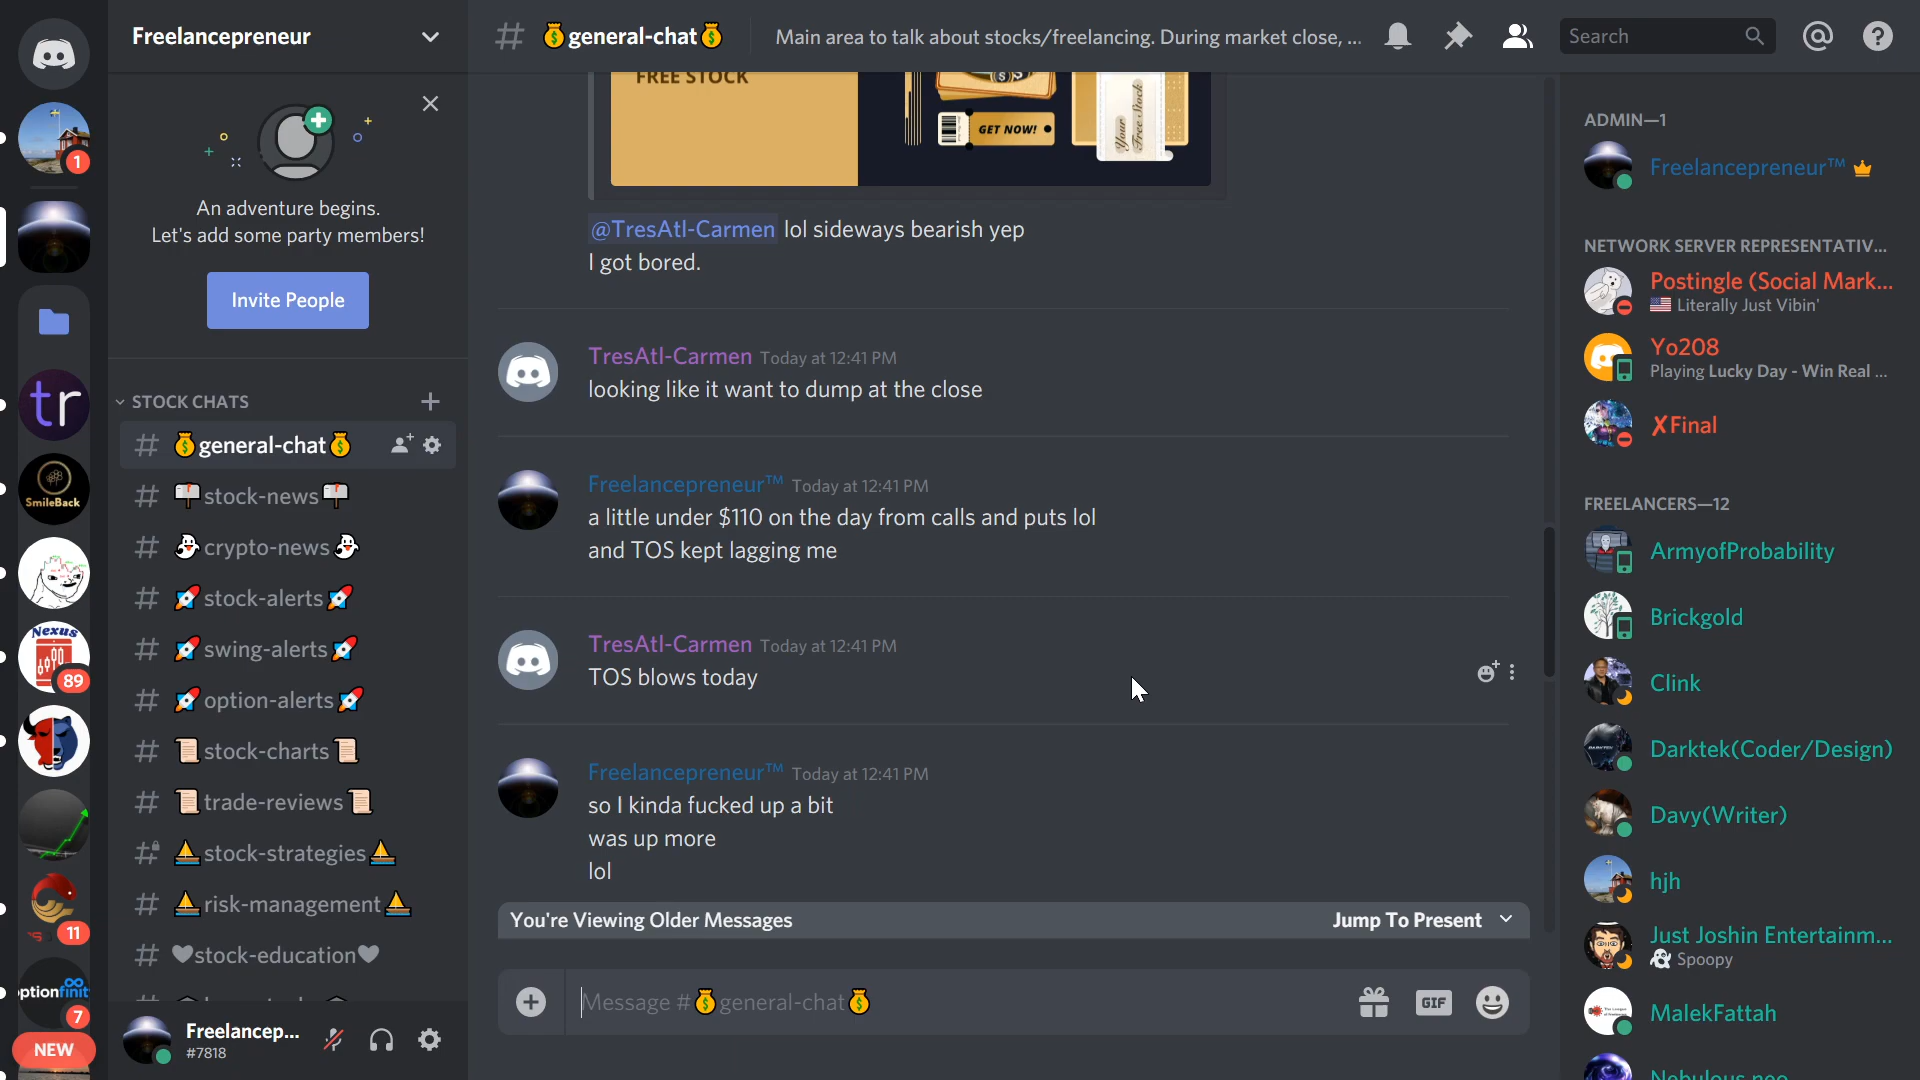 Freelancepreneur
# 💰general-chat💰
Main area to talk about stocks/freelancing. During market close, ...
Search
1
An adventure begins.
Let's add some party members!
Invite People
tr
SmileBack
Nexus
89
11
ptionfinit
7
NEW
STOCK CHATS
# 💰general-chat💰
# 📬stock-news📬
# 👻crypto-news👻
# 🚀stock-alerts🚀
# 🚀swing-alerts🚀
# 🚀option-alerts🚀
# 📜stock-charts📜
# 📜trade-reviews📜
# ⛵stock-strategies⛵
# ⛵risk-management⛵
# 🖤stock-education🖤
Freelancep...
#7818
FREE STOCK
GET NOW!
Your
Free Stock
@TresAtl-Carmen lol sideways bearish yep
I got bored.
TresAtl-Carmen Today at 12:41 PM
looking like it want to dump at the close
Freelancepreneur™ Today at 12:41 PM
a little under $110 on the day from calls and puts lol
and TOS kept lagging me
TresAtl-Carmen Today at 12:41 PM
TOS blows today
Freelancepreneur™ Today at 12:41 PM
so I kinda fucked up a bit
was up more
lol
You're Viewing Older Messages Jump To Present
Message #💰general-chat💰
GIF
ADMIN—1
Freelancepreneur™
NETWORK SERVER REPRESENTATIV...
Postingle (Social Mark...
🇺🇸 Literally Just Vibin'
Yo208
Playing Lucky Day - Win Real ...
✗Final
FREELANCERS—12
ArmyofProbability
Brickgold
Clink
Darktek(Coder/Design)
Davy(Writer)
hjh
Just Joshin Entertainm...
👻 Spoopy
MalekFattah